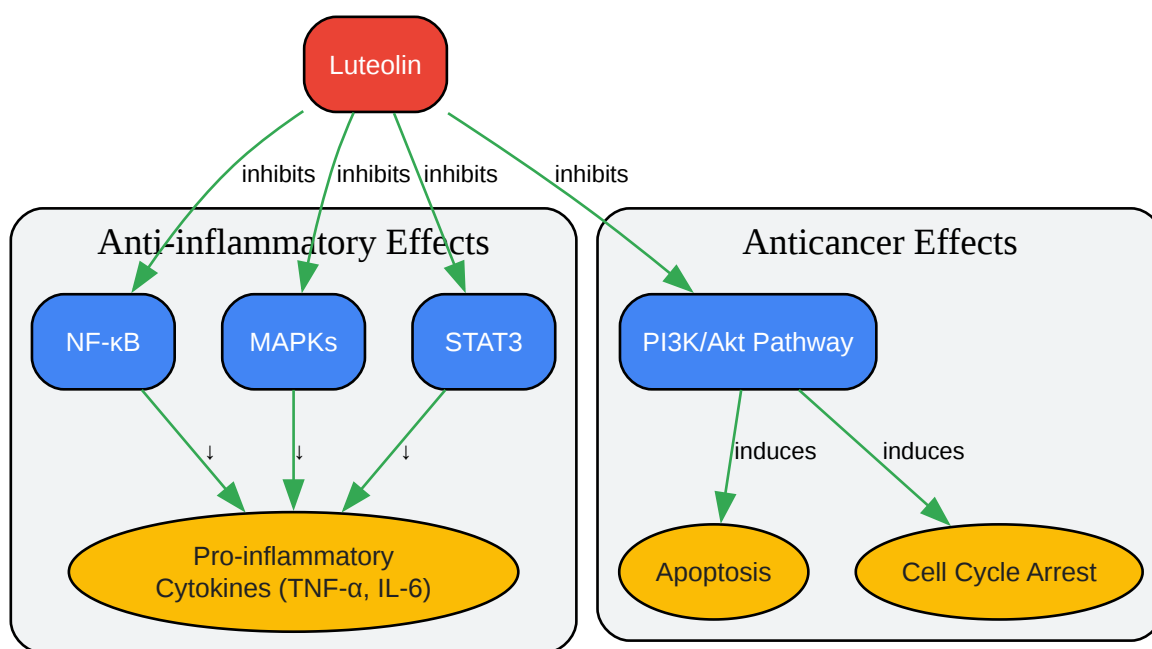 Luteolin
inhibits inhibits inhibits inhibits
Anti-inflammatory Effects
Anticancer Effects
NF-κB
MAPKs
STAT3
PI3K/Akt Pathway
↓ ↓ ↓
induces induces
Pro-inflammatory
Cytokines (TNF-α, IL-6)
Apoptosis
Cell Cycle Arrest